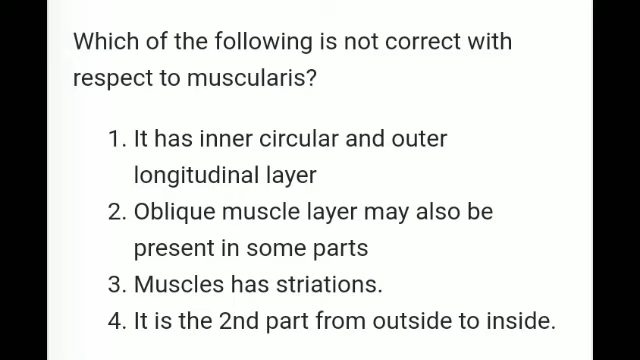 Which of the following is not correct with
respect to muscularis?
1. It has inner circular and outer
longitudinal layer
2. Oblique muscle layer may also be
present in some parts
3. Muscles has striations.
4. It is the 2nd part from outside to inside.